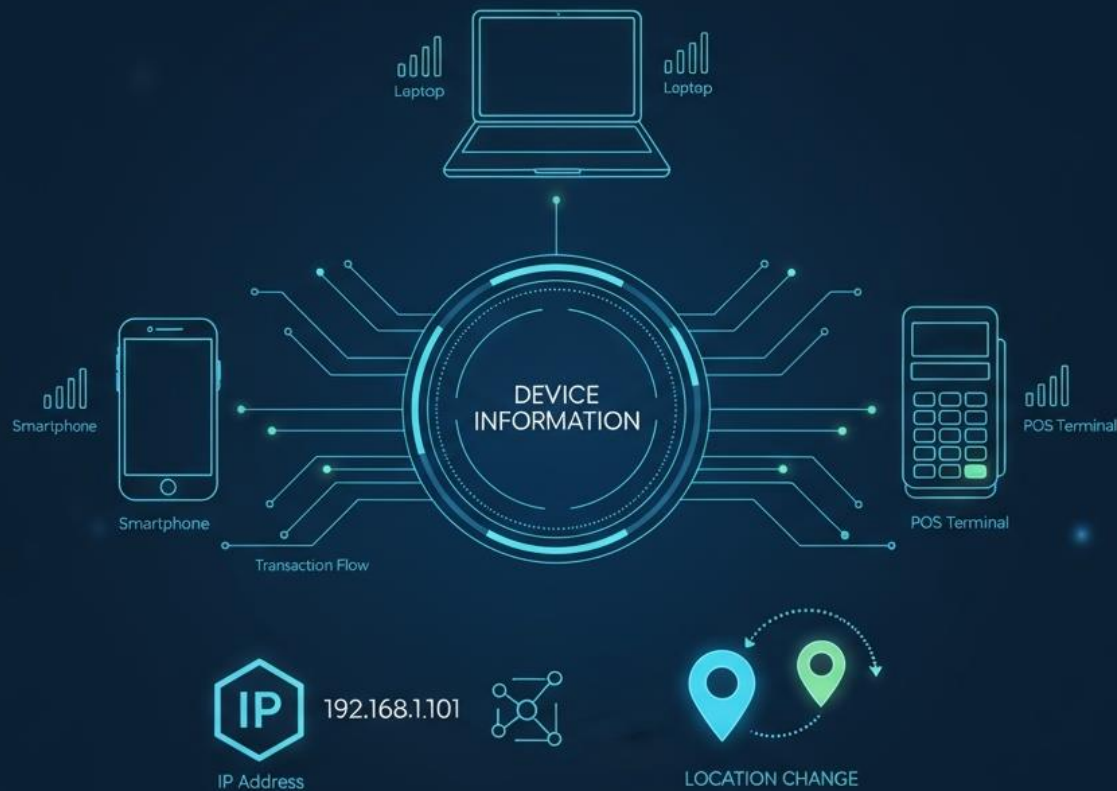 Laptop
Laptop
DEVICE
INFORMATION
Smartphone
POS Terminal
Smartphone
POS Terminal
Transaction Flow
IP
192.168.1.101
IP Address
LOCATION CHANGE